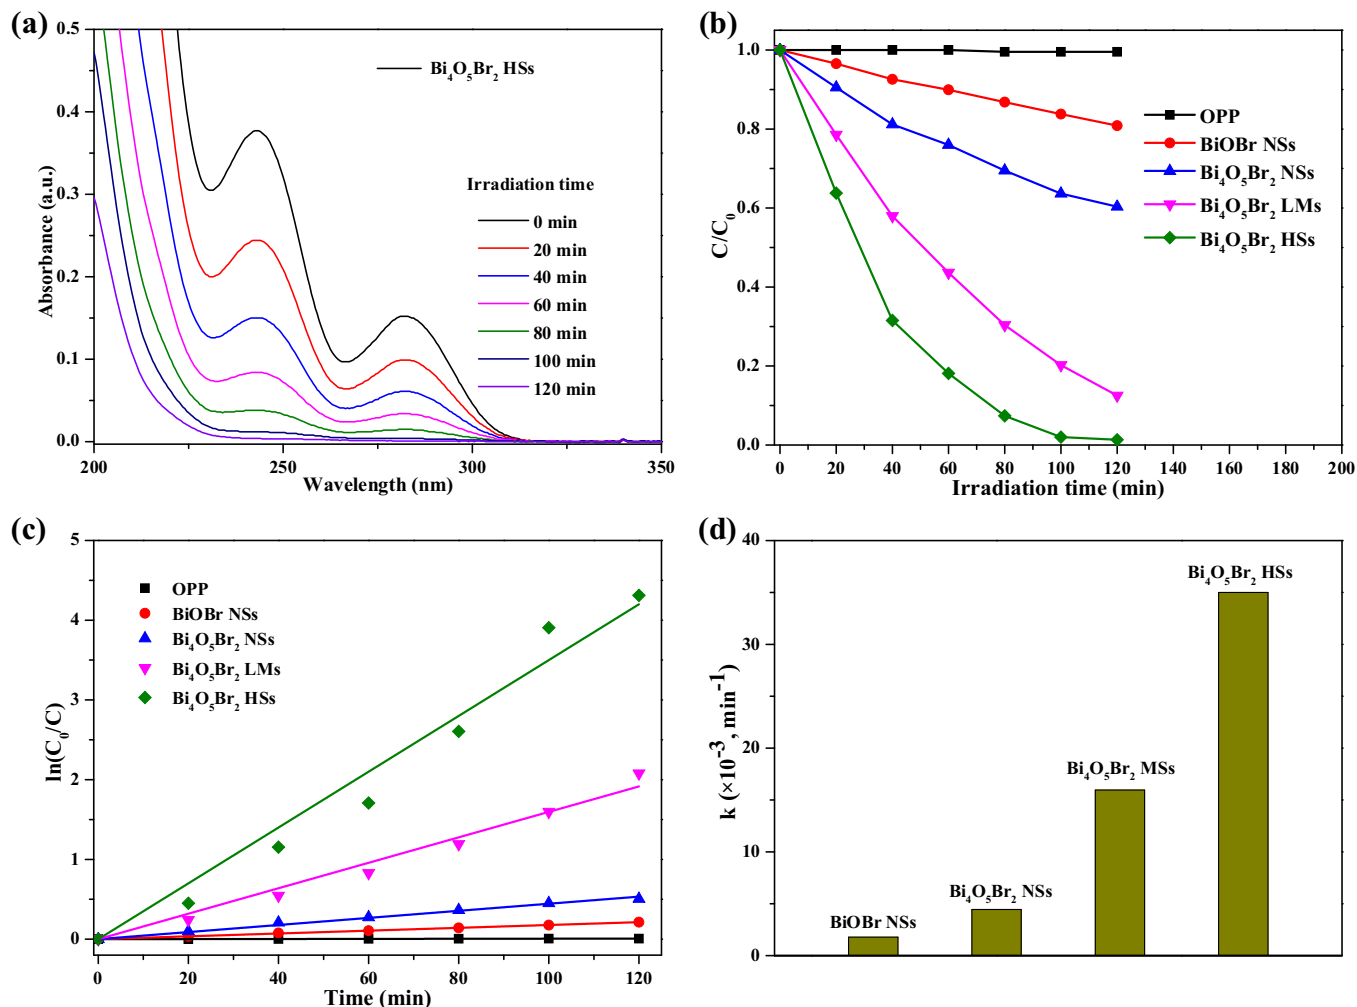 (a)
0.5
0.4
0.3
0.2
0.1
0.0
Absorbance (a.u.)
Bi₄O₅Br₂ HSs
Irradiation time
0 min
20 min
40 min
60 min
80 min
100 min
120 min
200 250 300 350
Wavelength (nm)
(b)
1.0
0.8
0.6
0.4
0.2
0.0
C/C₀
OPP
BiOBr NSs
Bi₄O₅Br₂ NSs
Bi₄O₅Br₂ LMs
Bi₄O₅Br₂ HSs
0 20 40 60 80 100 120 140 160 180 200
Irradiation time (min)
(c)
5
4
3
2
1
0
ln(C₀/C)
OPP
BiOBr NSs
Bi₄O₅Br₂ NSs
Bi₄O₅Br₂ LMs
Bi₄O₅Br₂ HSs
0 20 40 60 80 100 120
Time (min)
(d)
40
30
20
10
0
k (×10⁻³, min⁻¹)
BiOBr NSs
Bi₄O₅Br₂ NSs
Bi₄O₅Br₂ MSs
Bi₄O₅Br₂ HSs